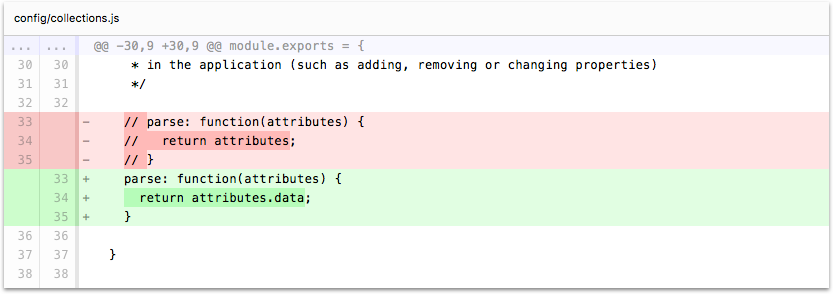 config/collections.js
... ... @@ -30,9 +30,9 @@ module.exports = {
30 30 * in the application (such as adding, removing or changing properties)
31 31 */
32 32
33 - // parse: function(attributes) {
34 - //   return attributes;
35 - // }
33 + parse: function(attributes) {
34 +   return attributes.data;
35 + }
36 36
37 37 }
38 38